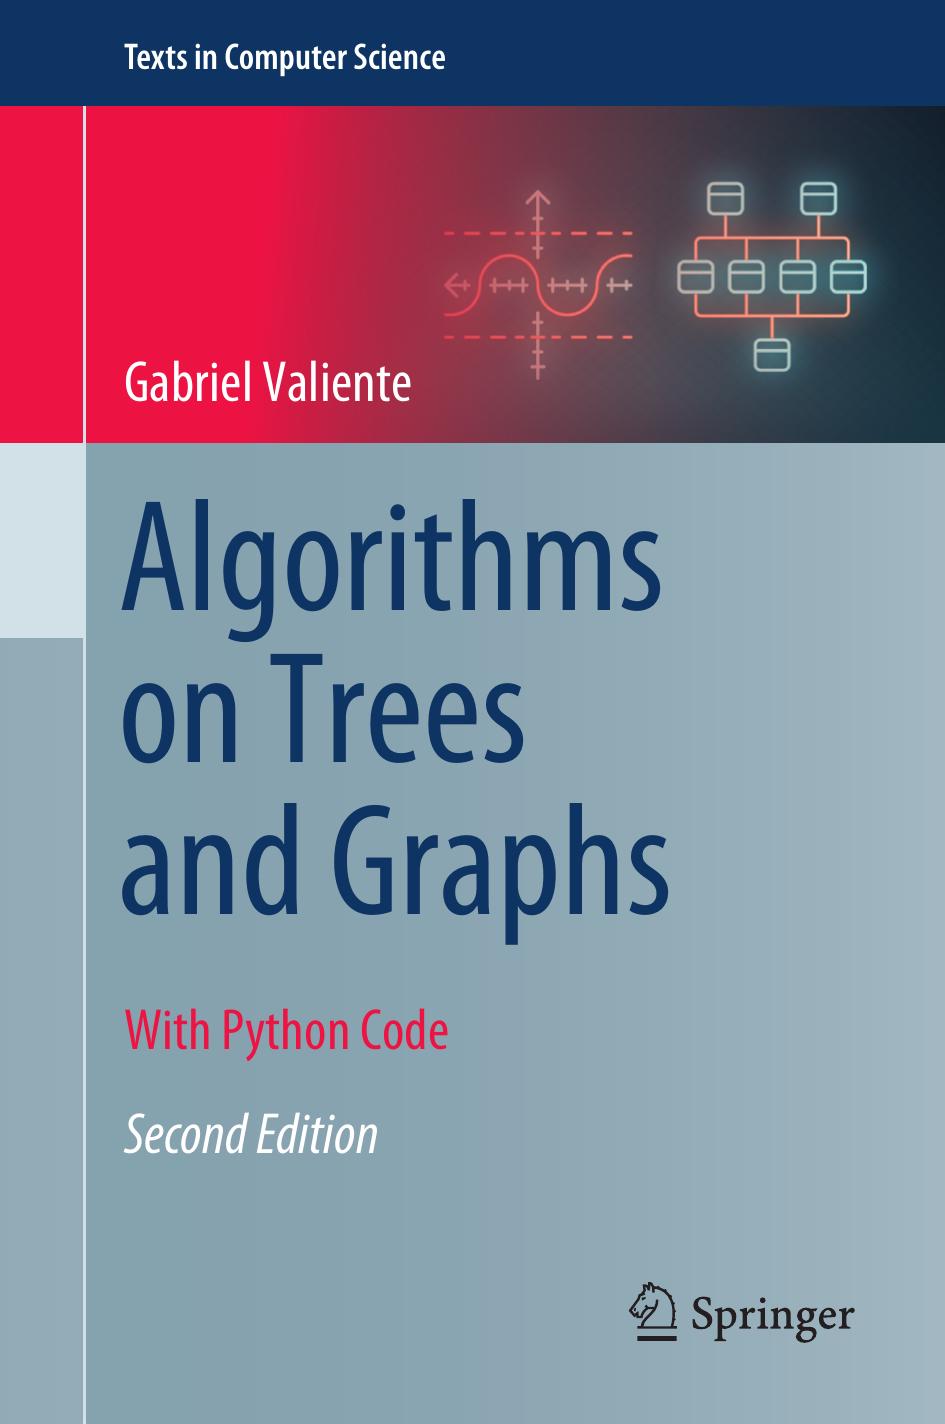 Texts in Computer Science
Gabriel Valiente
Algorithms
on Trees
and Graphs
With Python Code
Second Edition
Springer